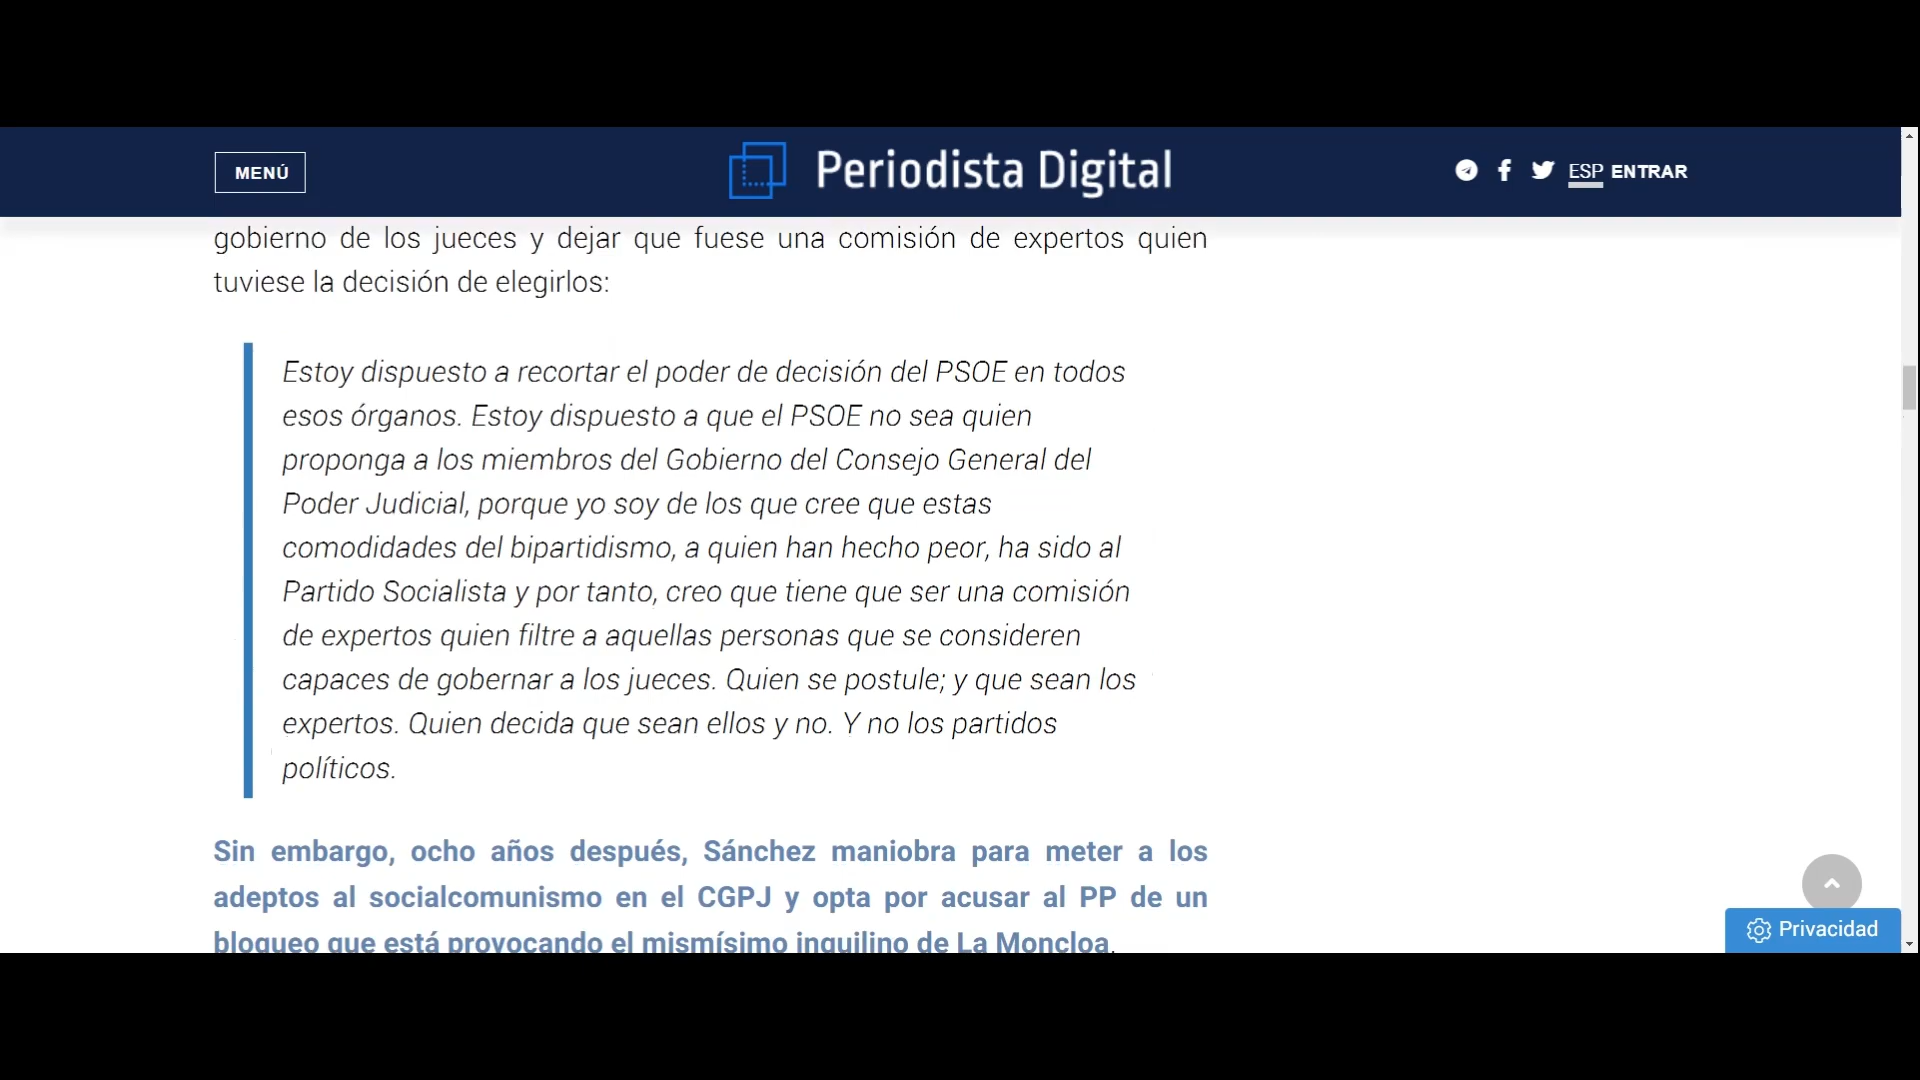 MENÚ
Periodista Digital
ESP ENTRAR
gobierno de los jueces y dejar que fuese una comisión de expertos quien
tuviese la decisión de elegirlos:
Estoy dispuesto a recortar el poder de decisión del PSOE en todos
esos órganos. Estoy dispuesto a que el PSOE no sea quien
proponga a los miembros del Gobierno del Consejo General del
Poder Judicial, porque yo soy de los que cree que estas
comodidades del bipartidismo, a quien han hecho peor, ha sido al
Partido Socialista y por tanto, creo que tiene que ser una comisión
de expertos quien filtre a aquellas personas que se consideren
capaces de gobernar a los jueces. Quien se postule; y que sean los
expertos. Quien decida que sean ellos y no. Y no los partidos
políticos.
Sin embargo, ocho años después, Sánchez maniobra para meter a los
adeptos al socialcomunismo en el CGPJ y opta por acusar al PP de un
bloqueo que está provocando el mismísimo inquilino de La Moncloa.
Privacidad